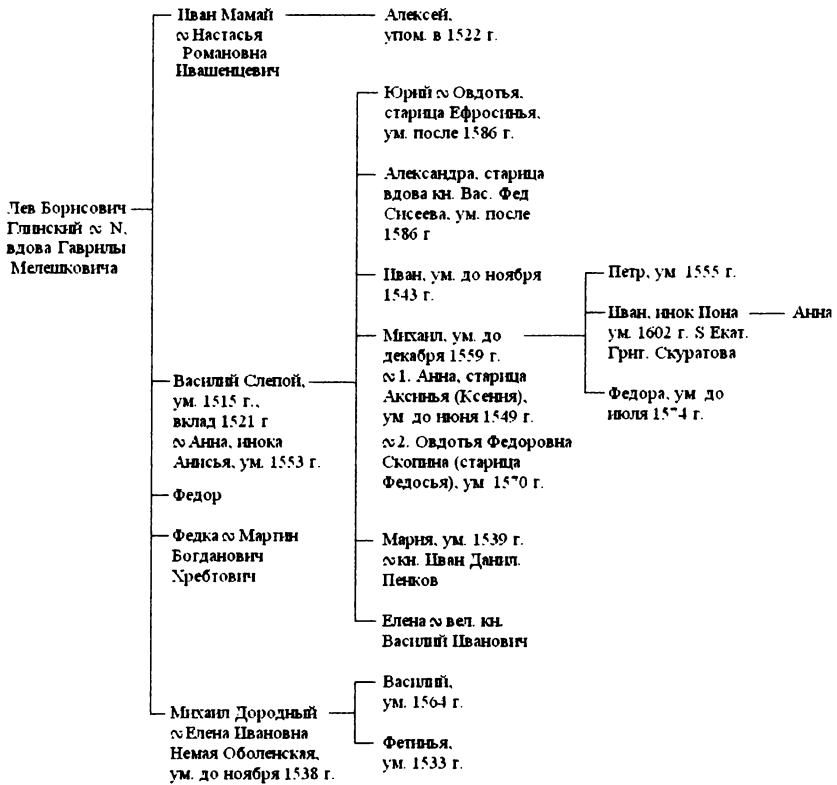 Лев Борисович
Глинский ∾ N,
вдова Гаврилы
Мелешковича
Иван Мамай
∾ Настасья
Романовна
Ивашенцевич
Алексей,
упом. в 1522 г.
Василий Слепой,
ум. 1515 г.,
вклад 1521 г
∾ Анна, инока
Анисья, ум. 1553 г.
Юрий ∾ Овдотья,
старица Ефросинья,
ум. после 1586 г.
Александра, старица
вдова кн. Вас. Фед
Сисеева, ум. после
1586 г
Иван, ум. до ноября
1543 г.
Михаил, ум. до
декабря 1559 г.
∾ 1. Анна, старица
Аксинья (Ксения),
ум до июня 1549 г.
∾ 2. Овдотья Федоровна
Скопина (старица
Федосья), ум 1570 г.
Петр, ум 1555 г.
Иван, инок Иона
ум. 1602 г. S Екат.
Григ. Скуратова
Анна
Федора, ум до
июля 1574 г.
Мария, ум. 1539 г.
∾ кн. Иван Данил.
Пенков
Елена ∾ вел. кн.
Василий Иванович
Федор
Федка ∾ Мартин
Богданович
Хребтович
Михаил Дородный
∾ Елена Ивановна
Немая Оболенская,
ум. до ноября 1538 г.
Василий,
ум. 1564 г.
Фетинья,
ум. 1533 г.